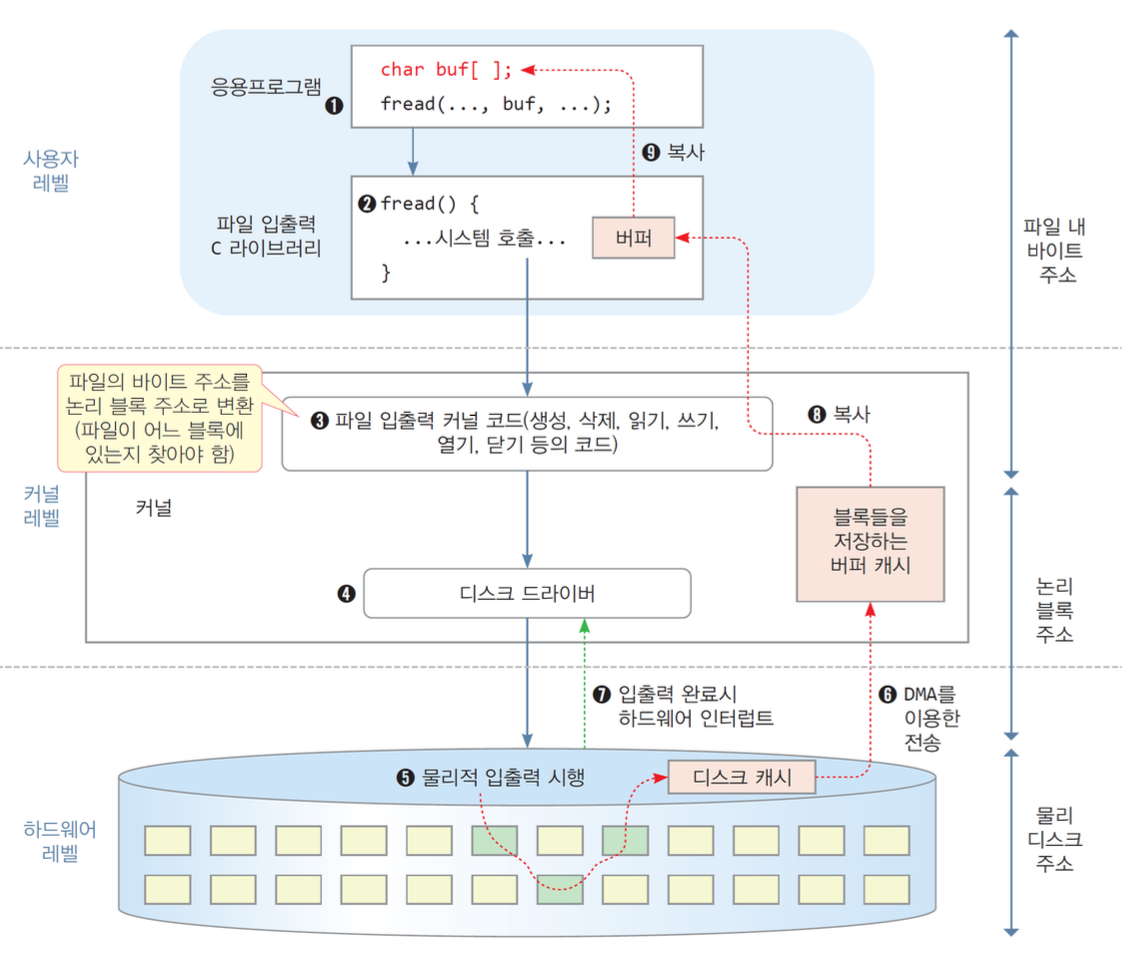 응용프로그램
❶
char buf[ ];
fread(..., buf, ...);
❾ 복사
사용자
레벨
파일 입출력
C 라이브러리
❷ fread() {
...시스템 호출...
}
버퍼
파일 내
바이트
주소
파일의 바이트 주소를
논리 블록 주소로 변환
(파일이 어느 블록에
있는지 찾아야 함)
❸ 파일 입출력 커널 코드(생성, 삭제, 읽기, 쓰기,
열기, 닫기 등의 코드)
❽ 복사
커널
레벨
커널
블록들을
저장하는
버퍼 캐시
❹
디스크 드라이버
논리
블록
주소
❼ 입출력 완료시
하드웨어 인터럽트
❻ DMA를
이용한
전송
❺ 물리적 입출력 시행
디스크 캐시
하드웨어
레벨
물리
디스크
주소